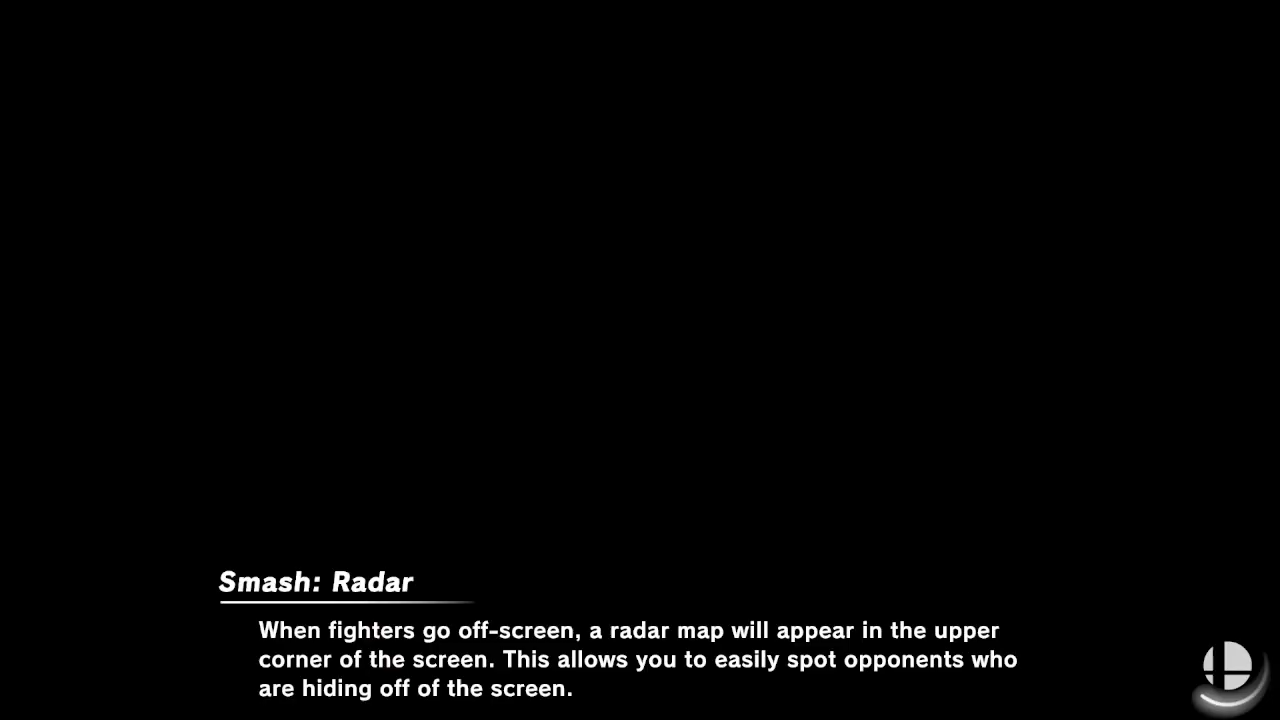 Smash: Radar
When fighters go off-screen, a radar map will appear in the upper
corner of the screen. This allows you to easily spot opponents who
are hiding off of the screen.